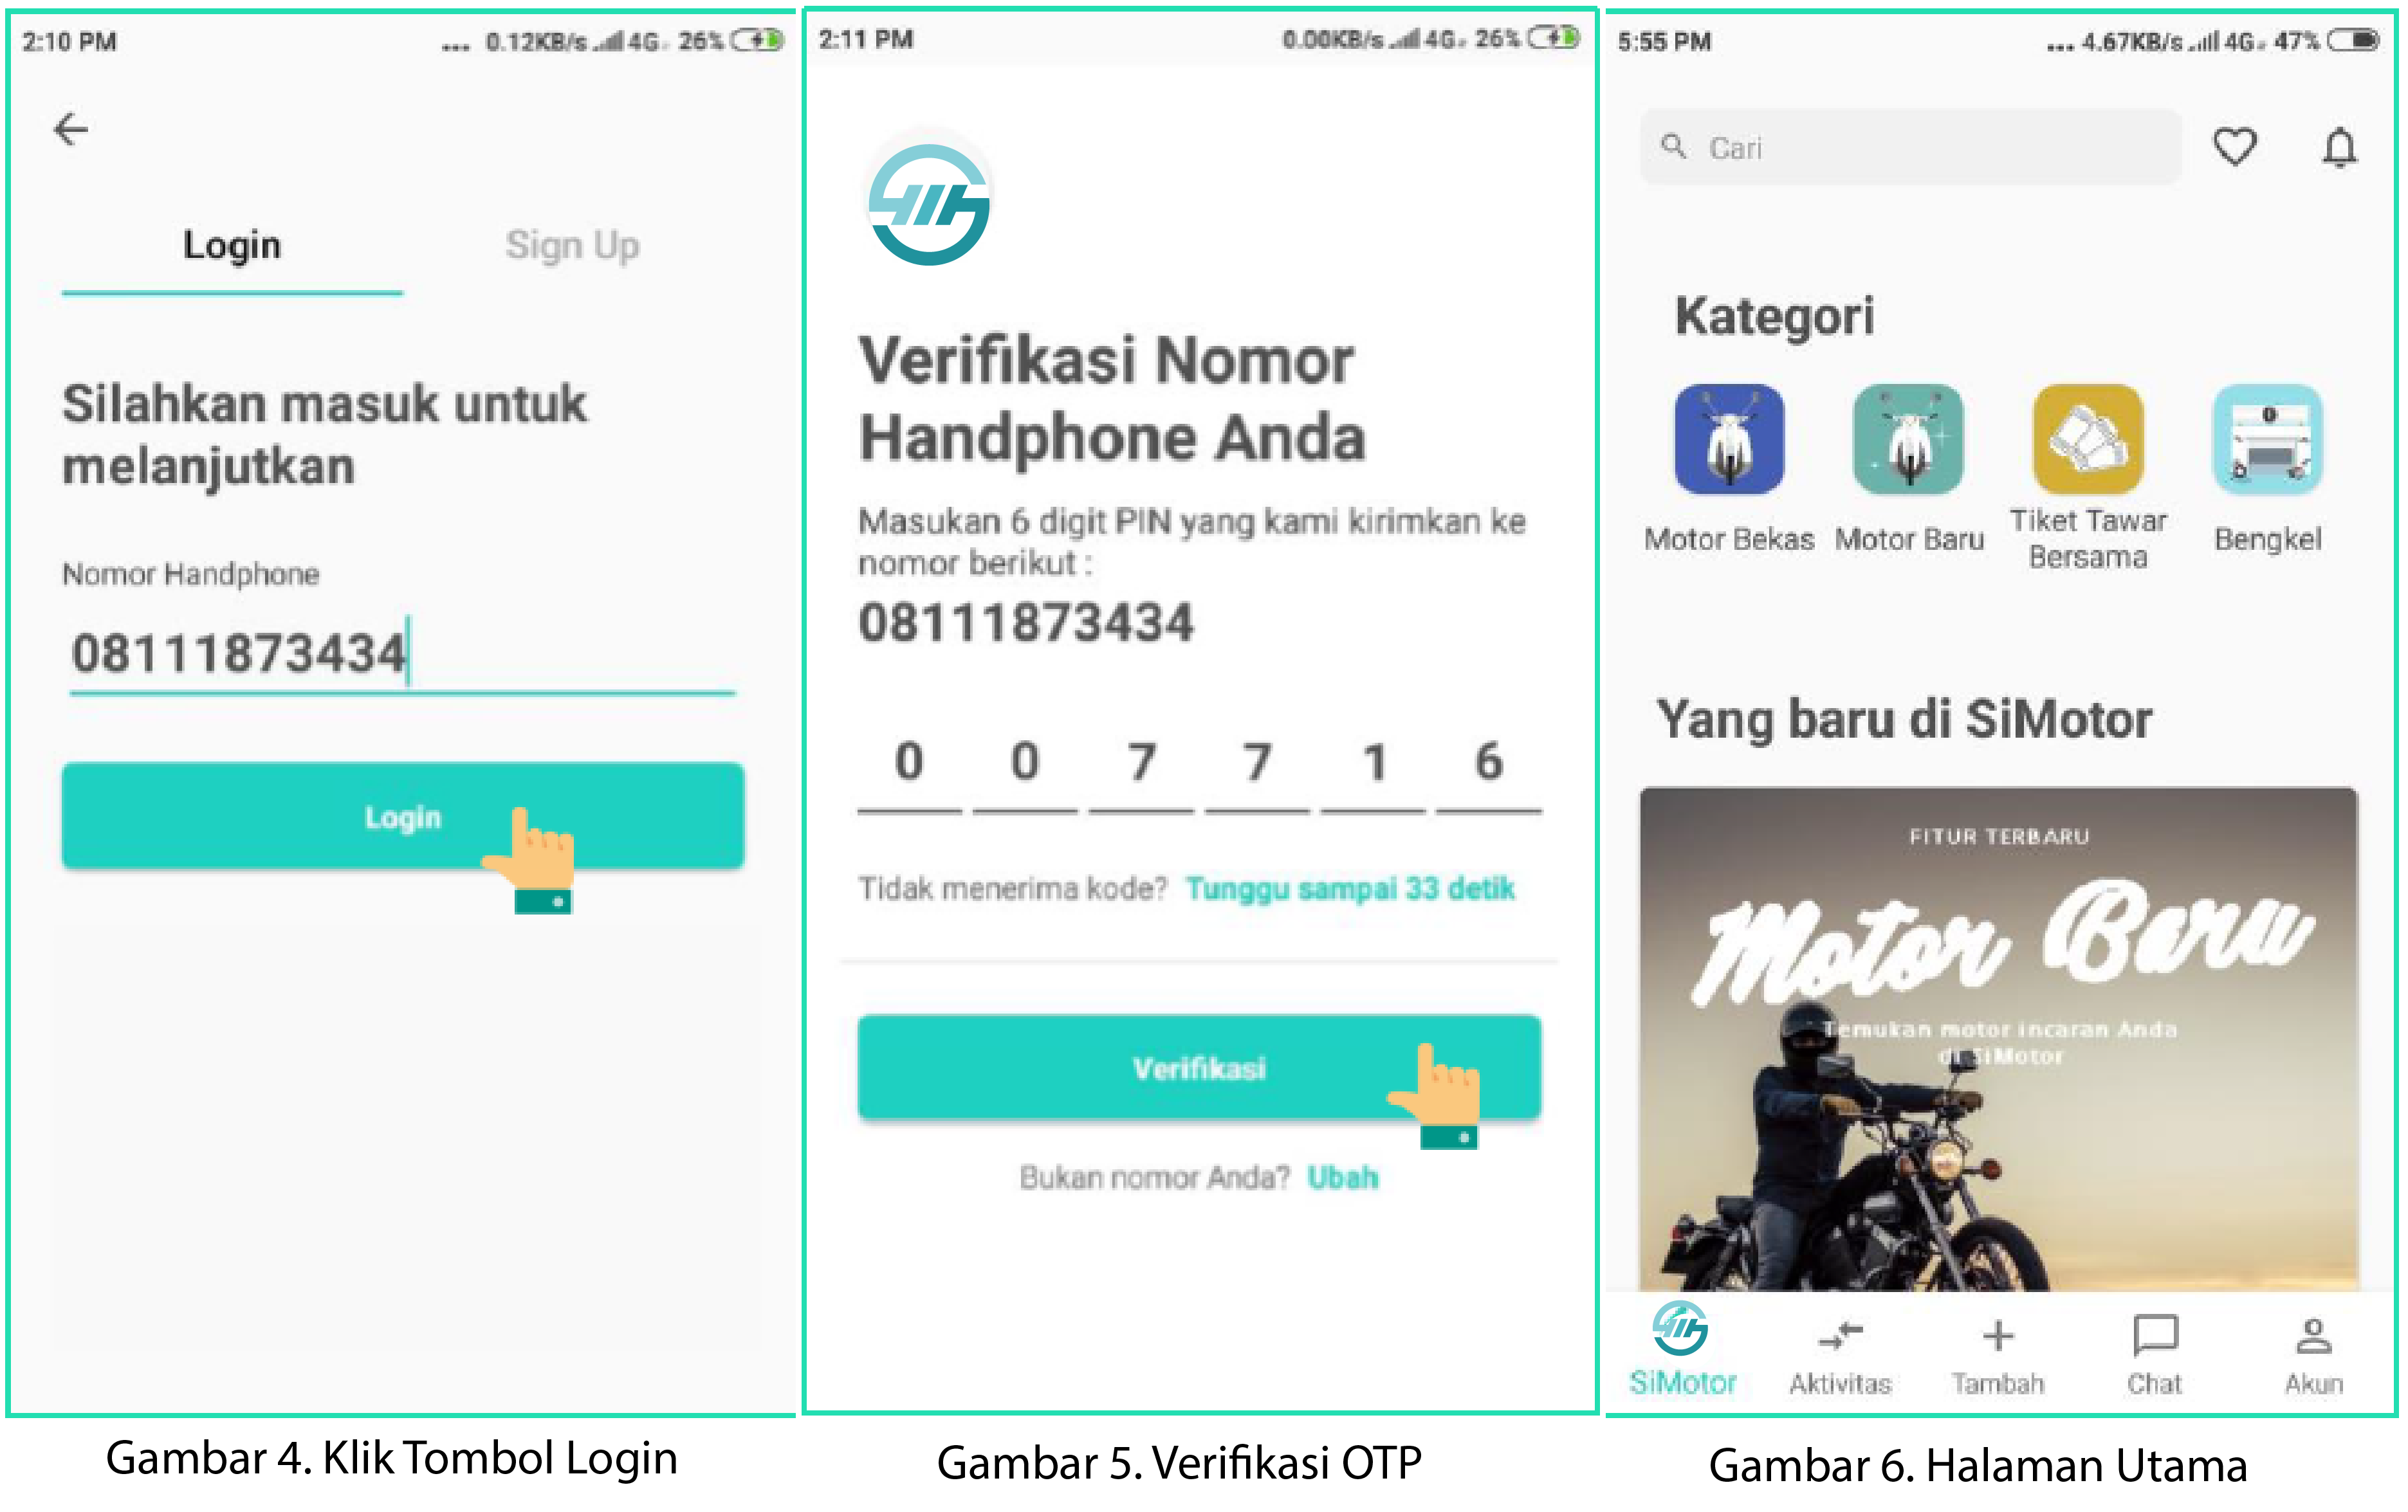 2:10 PM
... 0.12KB/s 4G 26%
Login
Sign Up
Silahkan masuk untuk
melanjutkan
Nomor Handphone
08111873434
Login
Gambar 4. Klik Tombol Login
2:11 PM
0.00KB/s 4G 26%
Verifikasi Nomor
Handphone Anda
Masukan 6 digit PIN yang kami kirimkan ke
nomor berikut :
08111873434
0 0 7 7 1 6
Tidak menerima kode? Tunggu sampai 33 detik
Verifikasi
Bukan nomor Anda? Ubah
Gambar 5. Verifikasi OTP
5:55 PM
... 4.67KB/s 4G 47%
Cari
Kategori
Motor Bekas
Motor Baru
Tiket Tawar
Bersama
Bengkel
Yang baru di SiMotor
FITUR TERBARU
Motor Baru
Temukan motor incaran Anda
di SiMotor
SiMotor
Aktivitas
Tambah
Chat
Akun
Gambar 6. Halaman Utama